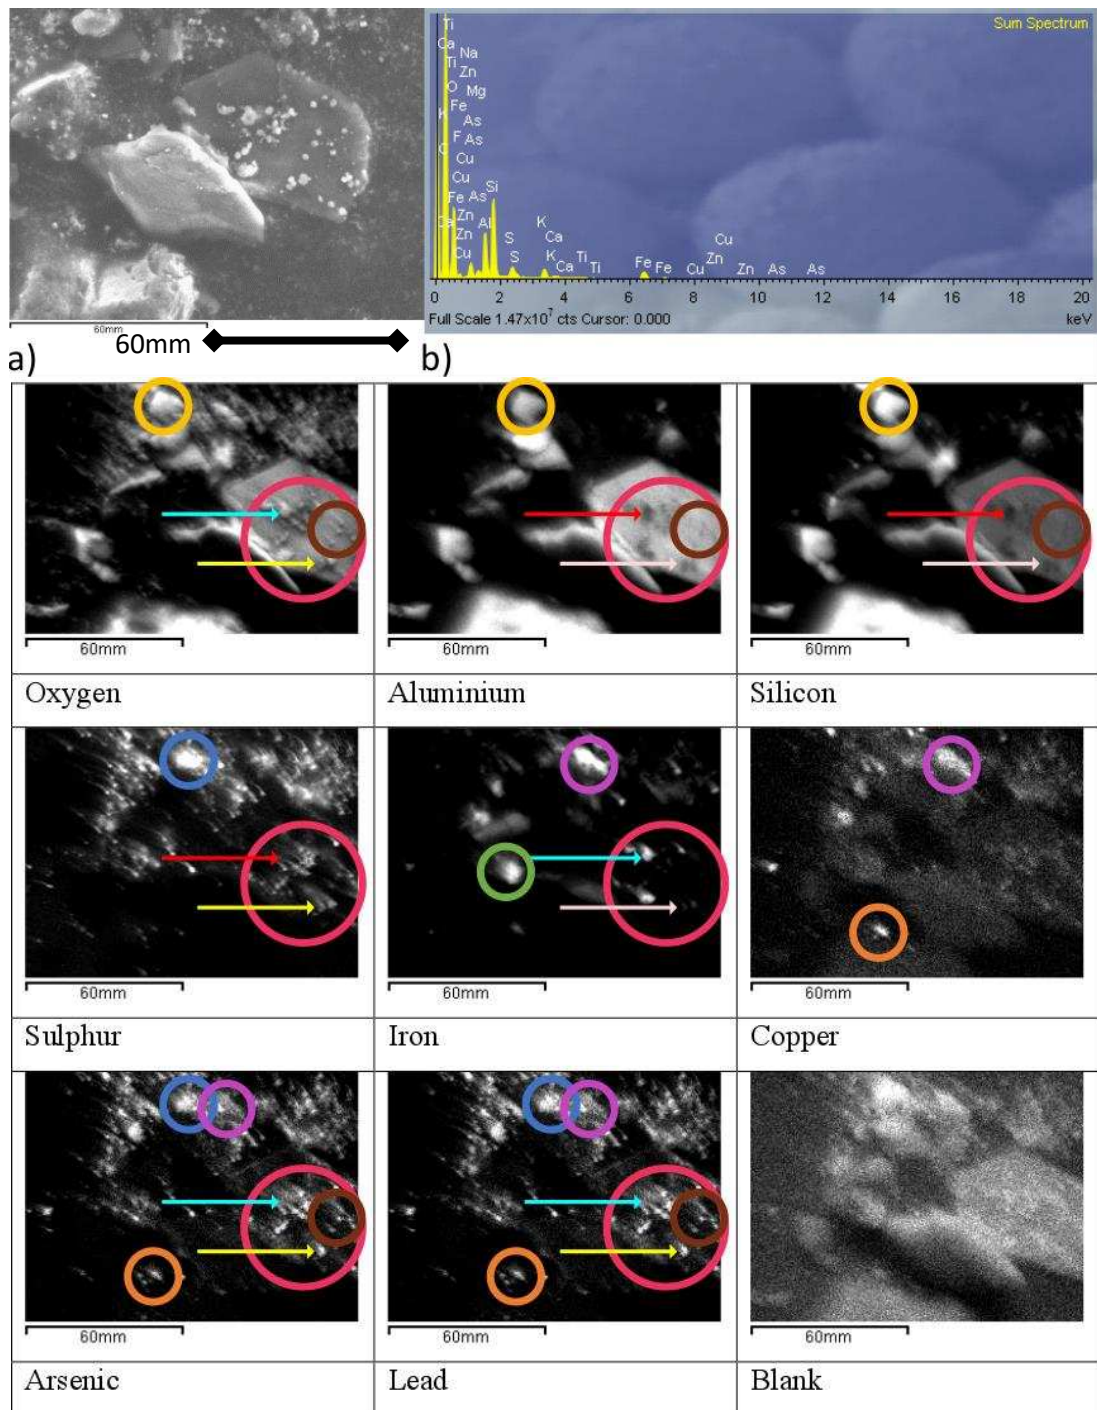 Sum Spectrum
Ti
Ca
Na
Ti
Zn
O
Mg
Fe
K
As
F
As
C
Cu
Cu
Si
Fe
As
Ca
Zn
Al
Zn
Cu
S
S
K
Ca
K
Ca
Ti
Ti
Fe
Fe
Cu
Zn
Cu
Zn
As
As
0 2 4 6 8 10 12 14 16 18 20
Full Scale 1.47x10⁷ cts Cursor: 0.000 keV
60mm
60mm
a) b)
60mm 60mm 60mm
Oxygen Aluminium Silicon
60mm 60mm 60mm
Sulphur Iron Copper
60mm 60mm 60mm
Arsenic Lead Blank